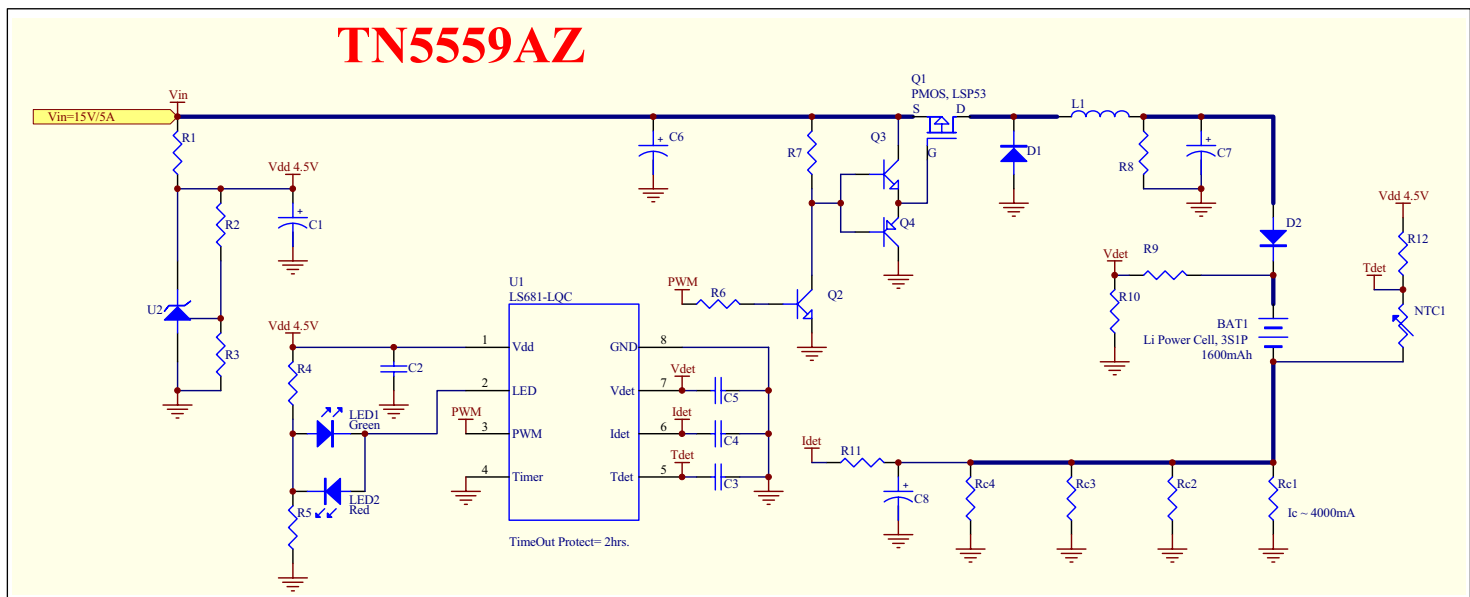 TN5559AZ
Vin
Vin=15V/5A
R1
Vdd 4.5V
R2
C1
U2
R3
C6
Q1
PMOS, LSP53
S
D
G
Q3
R7
Q4
D1
L1
R8
C7
Vdd 4.5V
D2
R12
Vdet
R9
Tdet
R10
NTC1
BAT1
Li Power Cell, 3S1P
1600mAh
PWM
R6
Q2
U1
LS681-LQC
Vdd 4.5V
R4
C2
1
Vdd
GND
8
2
LED
Vdet
7
Vdet
C5
PWM
3
PWM
Idet
6
Idet
C4
4
Timer
Tdet
5
Tdet
C3
LED1
Green
LED2
Red
R5
TimeOut Protect= 2hrs.
Idet
R11
C8
Rc4
Rc3
Rc2
Rc1
Ic ~ 4000mA